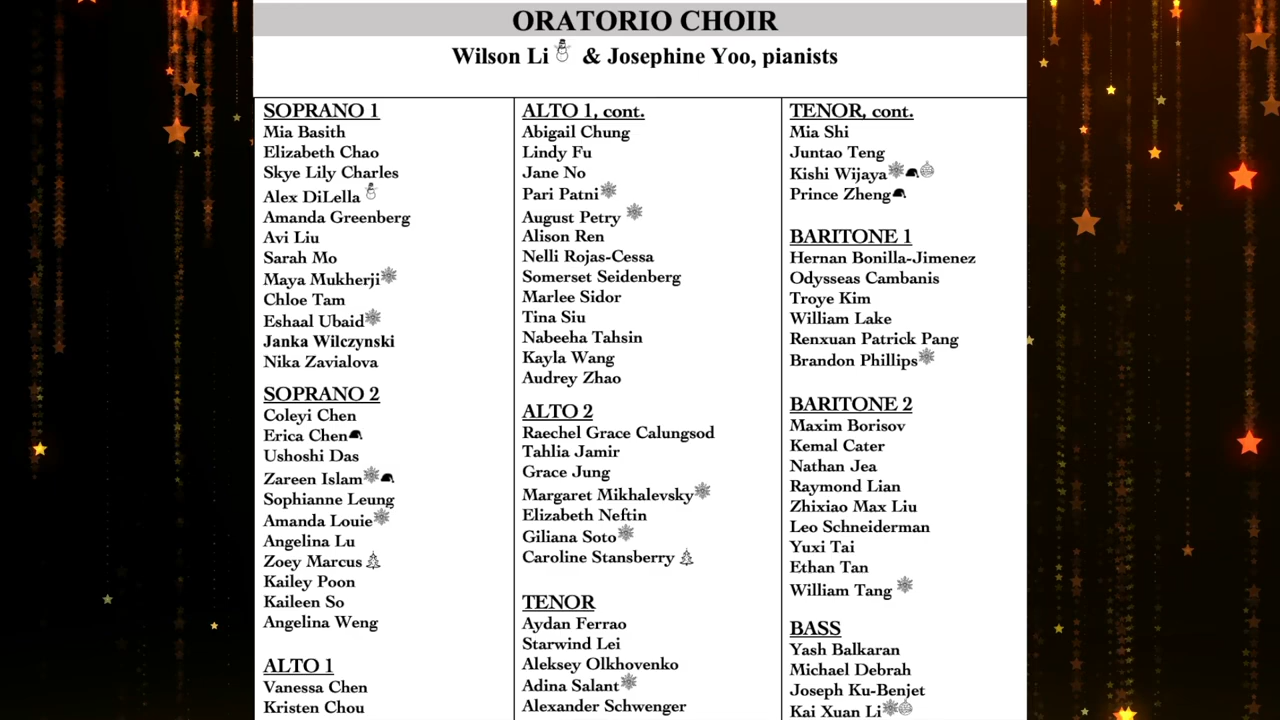 ORATORIO CHOIR
Wilson Li & Josephine Yoo, pianists
SOPRANO 1
Mia Basith
Elizabeth Chao
Skye Lily Charles
Alex DiLella
Amanda Greenberg
Avi Liu
Sarah Mo
Maya Mukherji
Chloe Tam
Eshaal Ubaid
Janka Wilczynski
Nika Zavialova
SOPRANO 2
Coleyi Chen
Erica Chen
Ushoshi Das
Zareen Islam
Sophianne Leung
Amanda Louie
Angelina Lu
Zoey Marcus
Kailey Poon
Kaileen So
Angelina Weng
ALTO 1
Vanessa Chen
Kristen Chou
ALTO 1, cont.
Abigail Chung
Lindy Fu
Jane No
Pari Patni
August Petry
Alison Ren
Nelli Rojas-Cessa
Somerset Seidenberg
Marlee Sidor
Tina Siu
Nabeeha Tahsin
Kayla Wang
Audrey Zhao
ALTO 2
Raechel Grace Calungsod
Tahlia Jamir
Grace Jung
Margaret Mikhalevsky
Elizabeth Neftin
Giliana Soto
Caroline Stansberry
TENOR
Aydan Ferrao
Starwind Lei
Aleksey Olkhovenko
Adina Salant
Alexander Schwenger
TENOR, cont.
Mia Shi
Juntao Teng
Kishi Wijaya
Prince Zheng
BARITONE 1
Hernan Bonilla-Jimenez
Odysseas Cambanis
Troye Kim
William Lake
Renxuan Patrick Pang
Brandon Phillips
BARITONE 2
Maxim Borisov
Kemal Cater
Nathan Jea
Raymond Lian
Zhixiao Max Liu
Leo Schneiderman
Yuxi Tai
Ethan Tan
William Tang
BASS
Yash Balkaran
Michael Debrah
Joseph Ku-Benjet
Kai Xuan Li